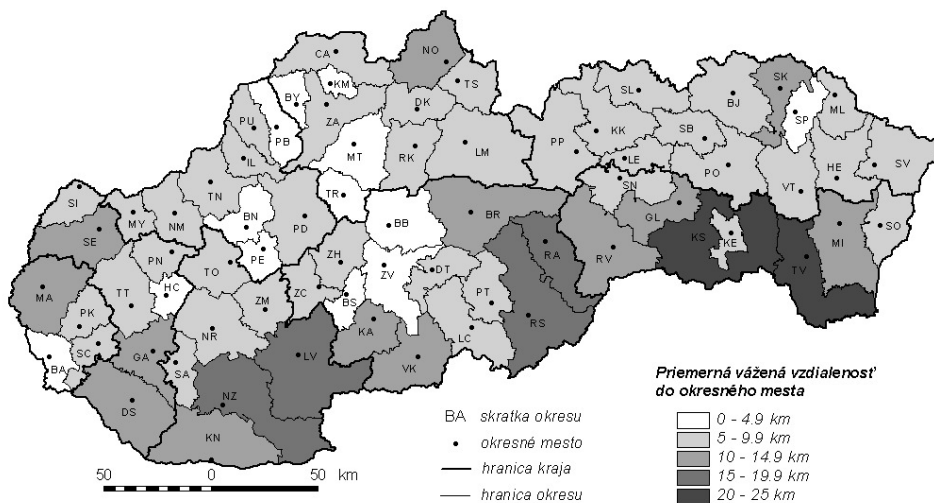 CA
NO
KM
TS
BY
PU
ZA
DK
PB
IL
MT
RK
LM
SL
BJ
SK
SP
ML
KK
SB
PP
LE
PO
HE
SV
VT
SN
TN
TR
SI
MY
NM
BN
PD
BB
BR
GL
KS
KE
MI
SO
SE
PN
TO
PE
ZH
ZV
RA
RV
TV
MA
TT
HC
ZM
ZC
BS
DT
PT
RS
PK
NR
KA
LC
BA
SC
GA
SA
LV
VK
DS
NZ
KN
50 0 50 km
BA skratka okresu
okresné mesto
hranica kraja
hranica okresu
Priemerná vážená vzdialenosť
do okresného mesta
0 - 4.9 km
5 - 9.9 km
10 - 14.9 km
15 - 19.9 km
20 - 25 km